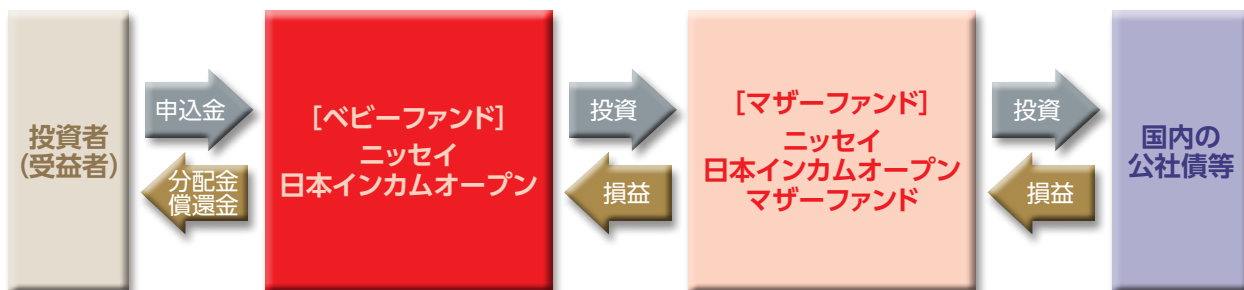 投資者
(受益者)
申込金
分配金
償還金
[ベビーファンド]
ニッセイ
日本インカムオープン
投資
損益
[マザーファンド]
ニッセイ
日本インカムオープン
マザーファンド
投資
損益
国内の
公社債等